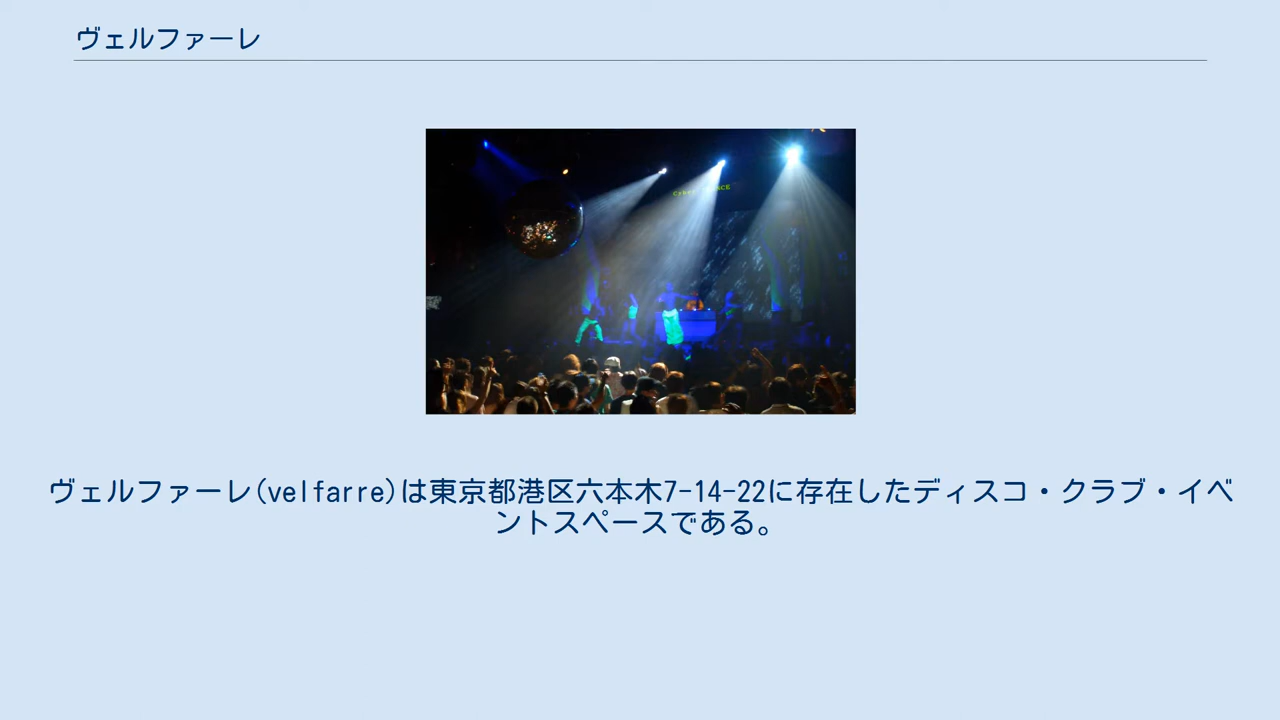 ヴェルファーレ
ヴェルファーレ(velfarre)は東京都港区六本木7-14-22に存在したディスコ・クラブ・イベ
ントスペースである。